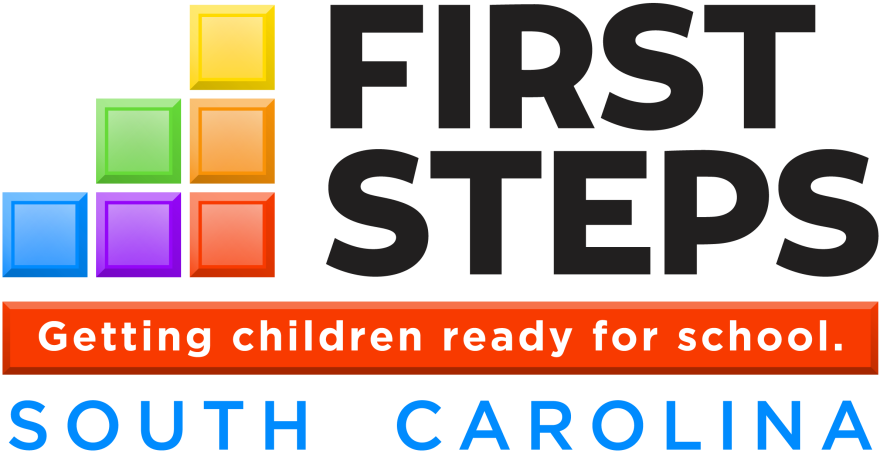 FIRST
STEPS
Getting children ready for school.
SOUTH CAROLINA